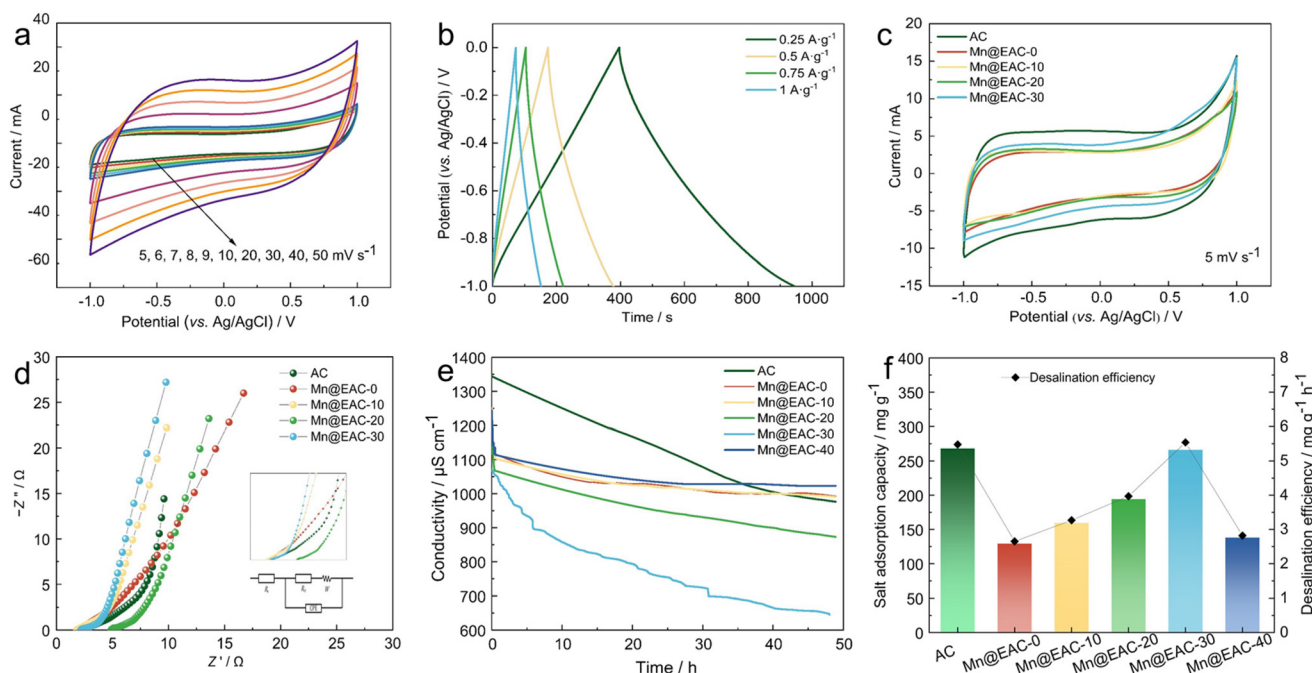 a
40
20
0
-20
-40
-60
Current / mA
5, 6, 7, 8, 9, 10, 20, 30, 40, 50 mV s⁻¹
-1.0 -0.5 0.0 0.5 1.0
Potential (vs. Ag/AgCl) / V
b
0.0
-0.2
-0.4
-0.6
-0.8
-1.0
Potential (vs. Ag/AgCl) / V
0.25 A·g⁻¹
0.5 A·g⁻¹
0.75 A·g⁻¹
1 A·g⁻¹
0 200 400 600 800 1000
Time / s
c
20
15
10
5
0
-5
-10
-15
Current / mA
AC
Mn@EAC-0
Mn@EAC-10
Mn@EAC-20
Mn@EAC-30
5 mV s⁻¹
-1.0 -0.5 0.0 0.5 1.0
Potential (vs. Ag/AgCl) / V
d
30
25
20
15
10
5
0
-Z'' / Ω
AC
Mn@EAC-0
Mn@EAC-10
Mn@EAC-20
Mn@EAC-30
0 5 10 15 20 25 30
Z' / Ω
e
1400
1300
1200
1100
1000
900
800
700
600
Conductivity / μS cm⁻¹
AC
Mn@EAC-0
Mn@EAC-10
Mn@EAC-20
Mn@EAC-30
Mn@EAC-40
0 10 20 30 40 50
Time / h
f
400
350
300
250
200
150
100
50
0
Salt adsorption capacity / mg g⁻¹
Desalination efficiency
8
7
6
5
4
3
2
1
0
Desalination efficiency / mg g⁻¹ h⁻¹
AC Mn@EAC-0 Mn@EAC-10 Mn@EAC-20 Mn@EAC-30 Mn@EAC-40